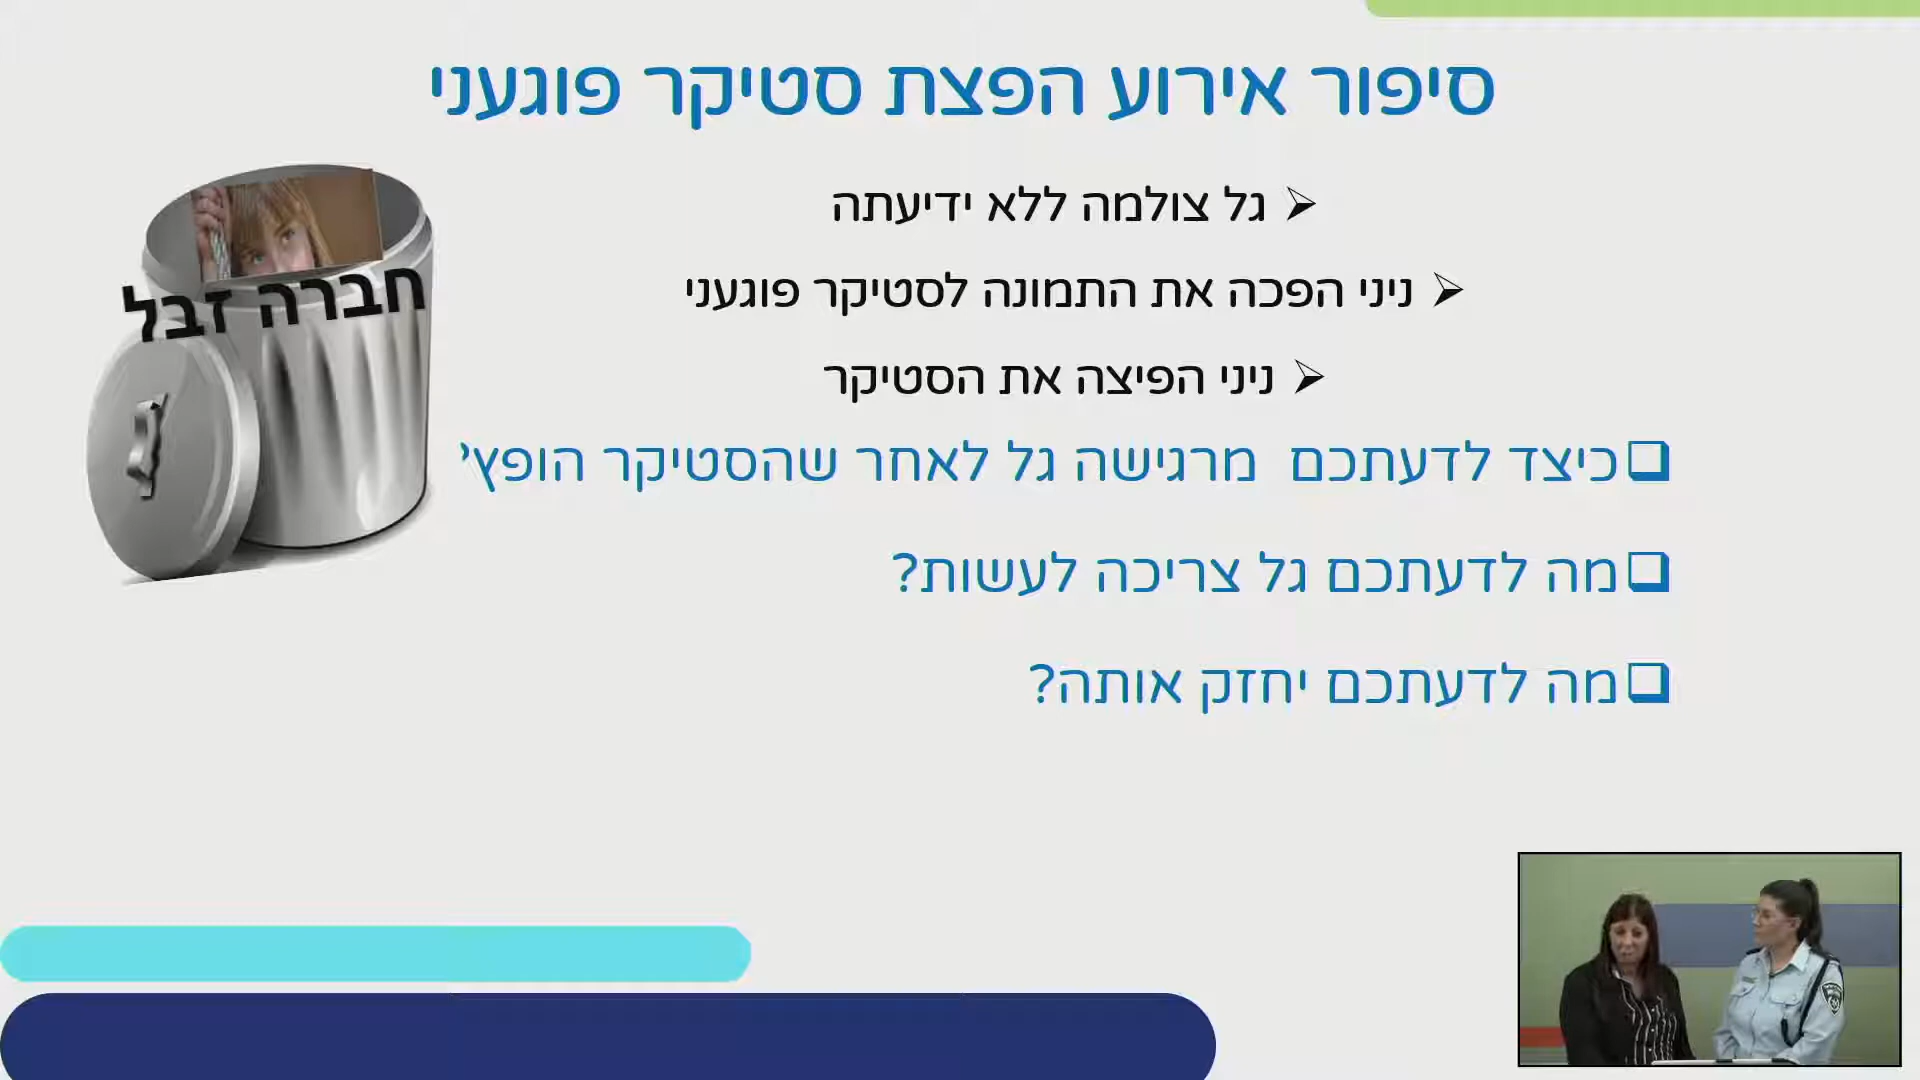 סיפור אירוע הפצת סטיקר פוגעני
גל צולמה ללא ידיעתה
ניני הפכה את התמונה לסטיקר פוגעני
ניני הפיצה את הסטיקר
כיצד לדעתכם מרגישה גל לאחר שהסטיקר הופץ
מה לדעתכם גל צריכה לעשות?
מה לדעתכם יחזק אותה?
חברה זבל